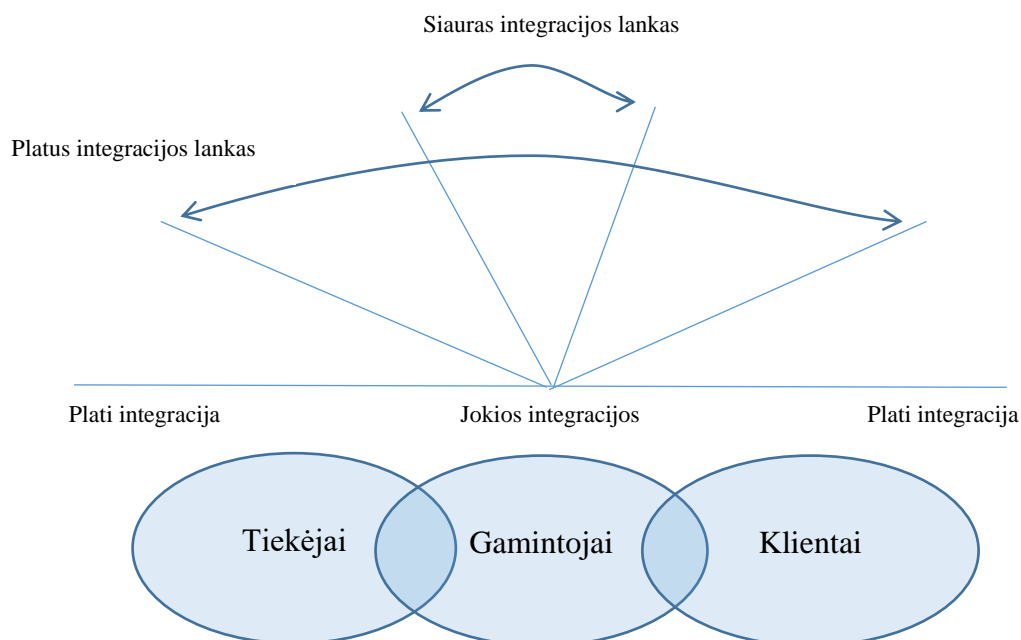 Siauras integracijos lankas
Platus integracijos lankas
Plati integracija
Jokios integracijos
Plati integracija
Tiekėjai
Gamintojai
Klientai